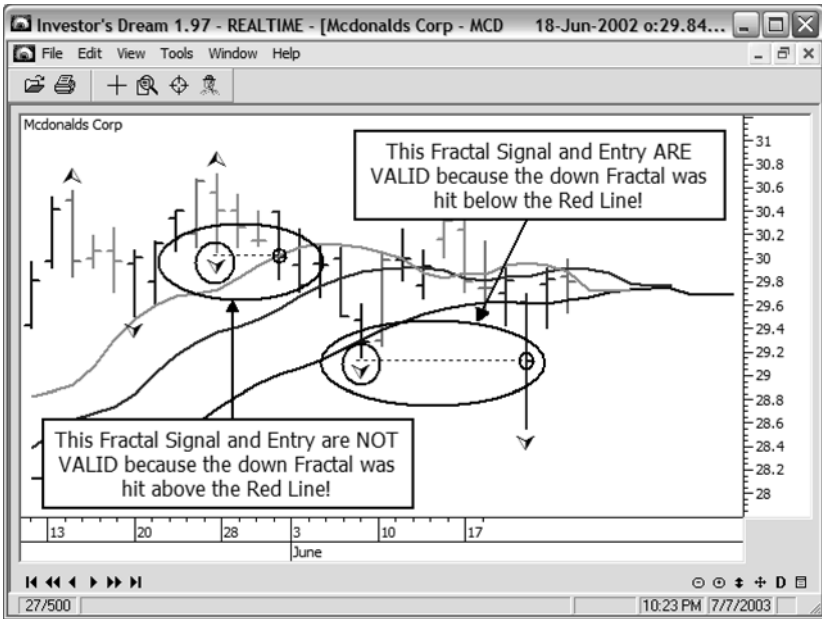 Investor's Dream 1.97 - REALTIME - [Mcdonalds Corp - MCD 18-Jun-2002 o:29.84...
File Edit View Tools Window Help
Mcdonalds Corp
This Fractal Signal and Entry ARE
VALID because the down Fractal was
hit below the Red Line!
This Fractal Signal and Entry are NOT
VALID because the down Fractal was
hit above the Red Line!
31
30.8
30.6
30.4
30.2
30
29.8
29.6
29.4
29.2
29
28.8
28.6
28.4
28.2
28
13 20 28 3 10 17
June
D
27/500 10:23 PM 7/7/2003